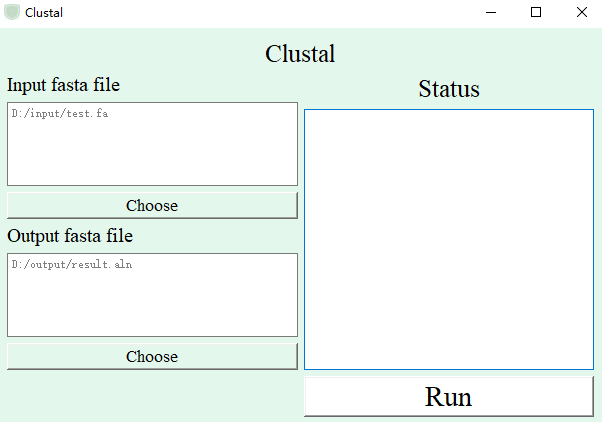 Clustal
Clustal
Input fasta file
D:/input/test.fa
Choose
Output fasta file
D:/output/result.aln
Choose
Status
Run